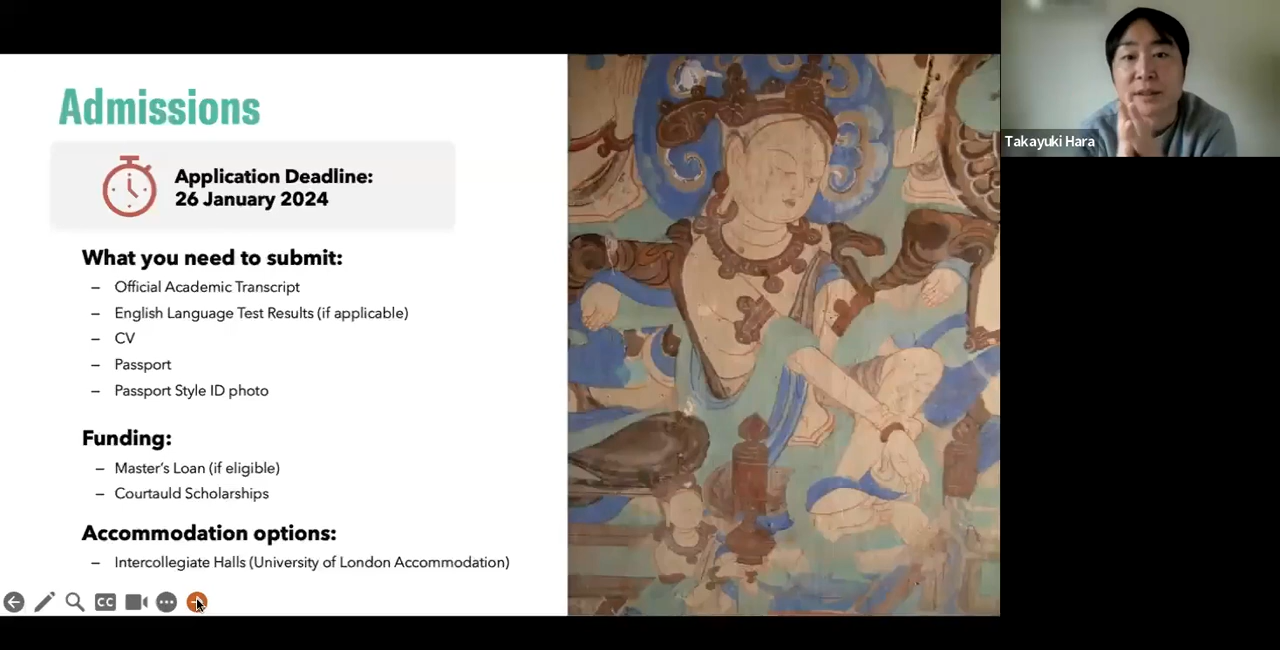 Admissions
Application Deadline:
26 January 2024
What you need to submit:
– Official Academic Transcript
– English Language Test Results (if applicable)
– CV
– Passport
– Passport Style ID photo
Funding:
– Master's Loan (if eligible)
– Courtauld Scholarships
Accommodation options:
– Intercollegiate Halls (University of London Accommodation)
CC
Takayuki Hara